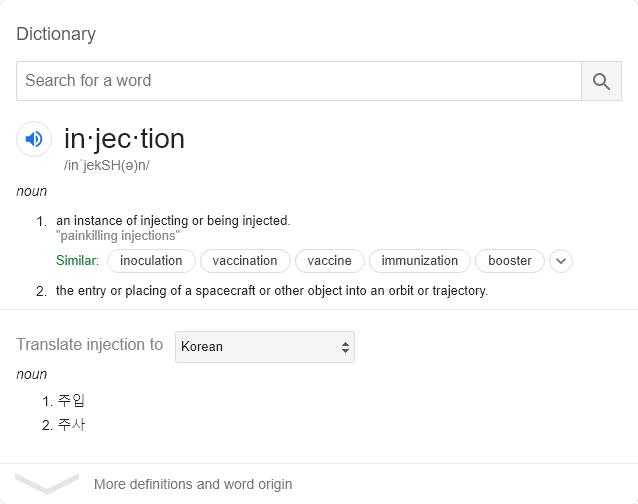 Dictionary
Search for a word
in·jec·tion
/inˈjekSH(ə)n/
noun
1. an instance of injecting or being injected.
"painkilling injections"
Similar: inoculation vaccination vaccine immunization booster
2. the entry or placing of a spacecraft or other object into an orbit or trajectory.
Translate injection to Korean
noun
1. 주입
2. 주사
More definitions and word origin